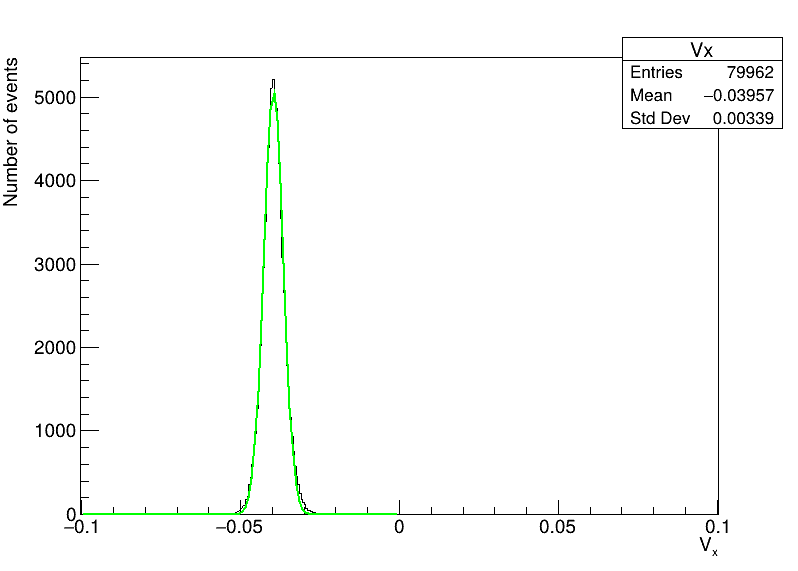 Vx
Entries 79962
Mean −0.03957
Std Dev 0.00339
Number of events
5000
4000
3000
2000
1000
0
−0.1 −0.05 0 0.05 0.1
Vx